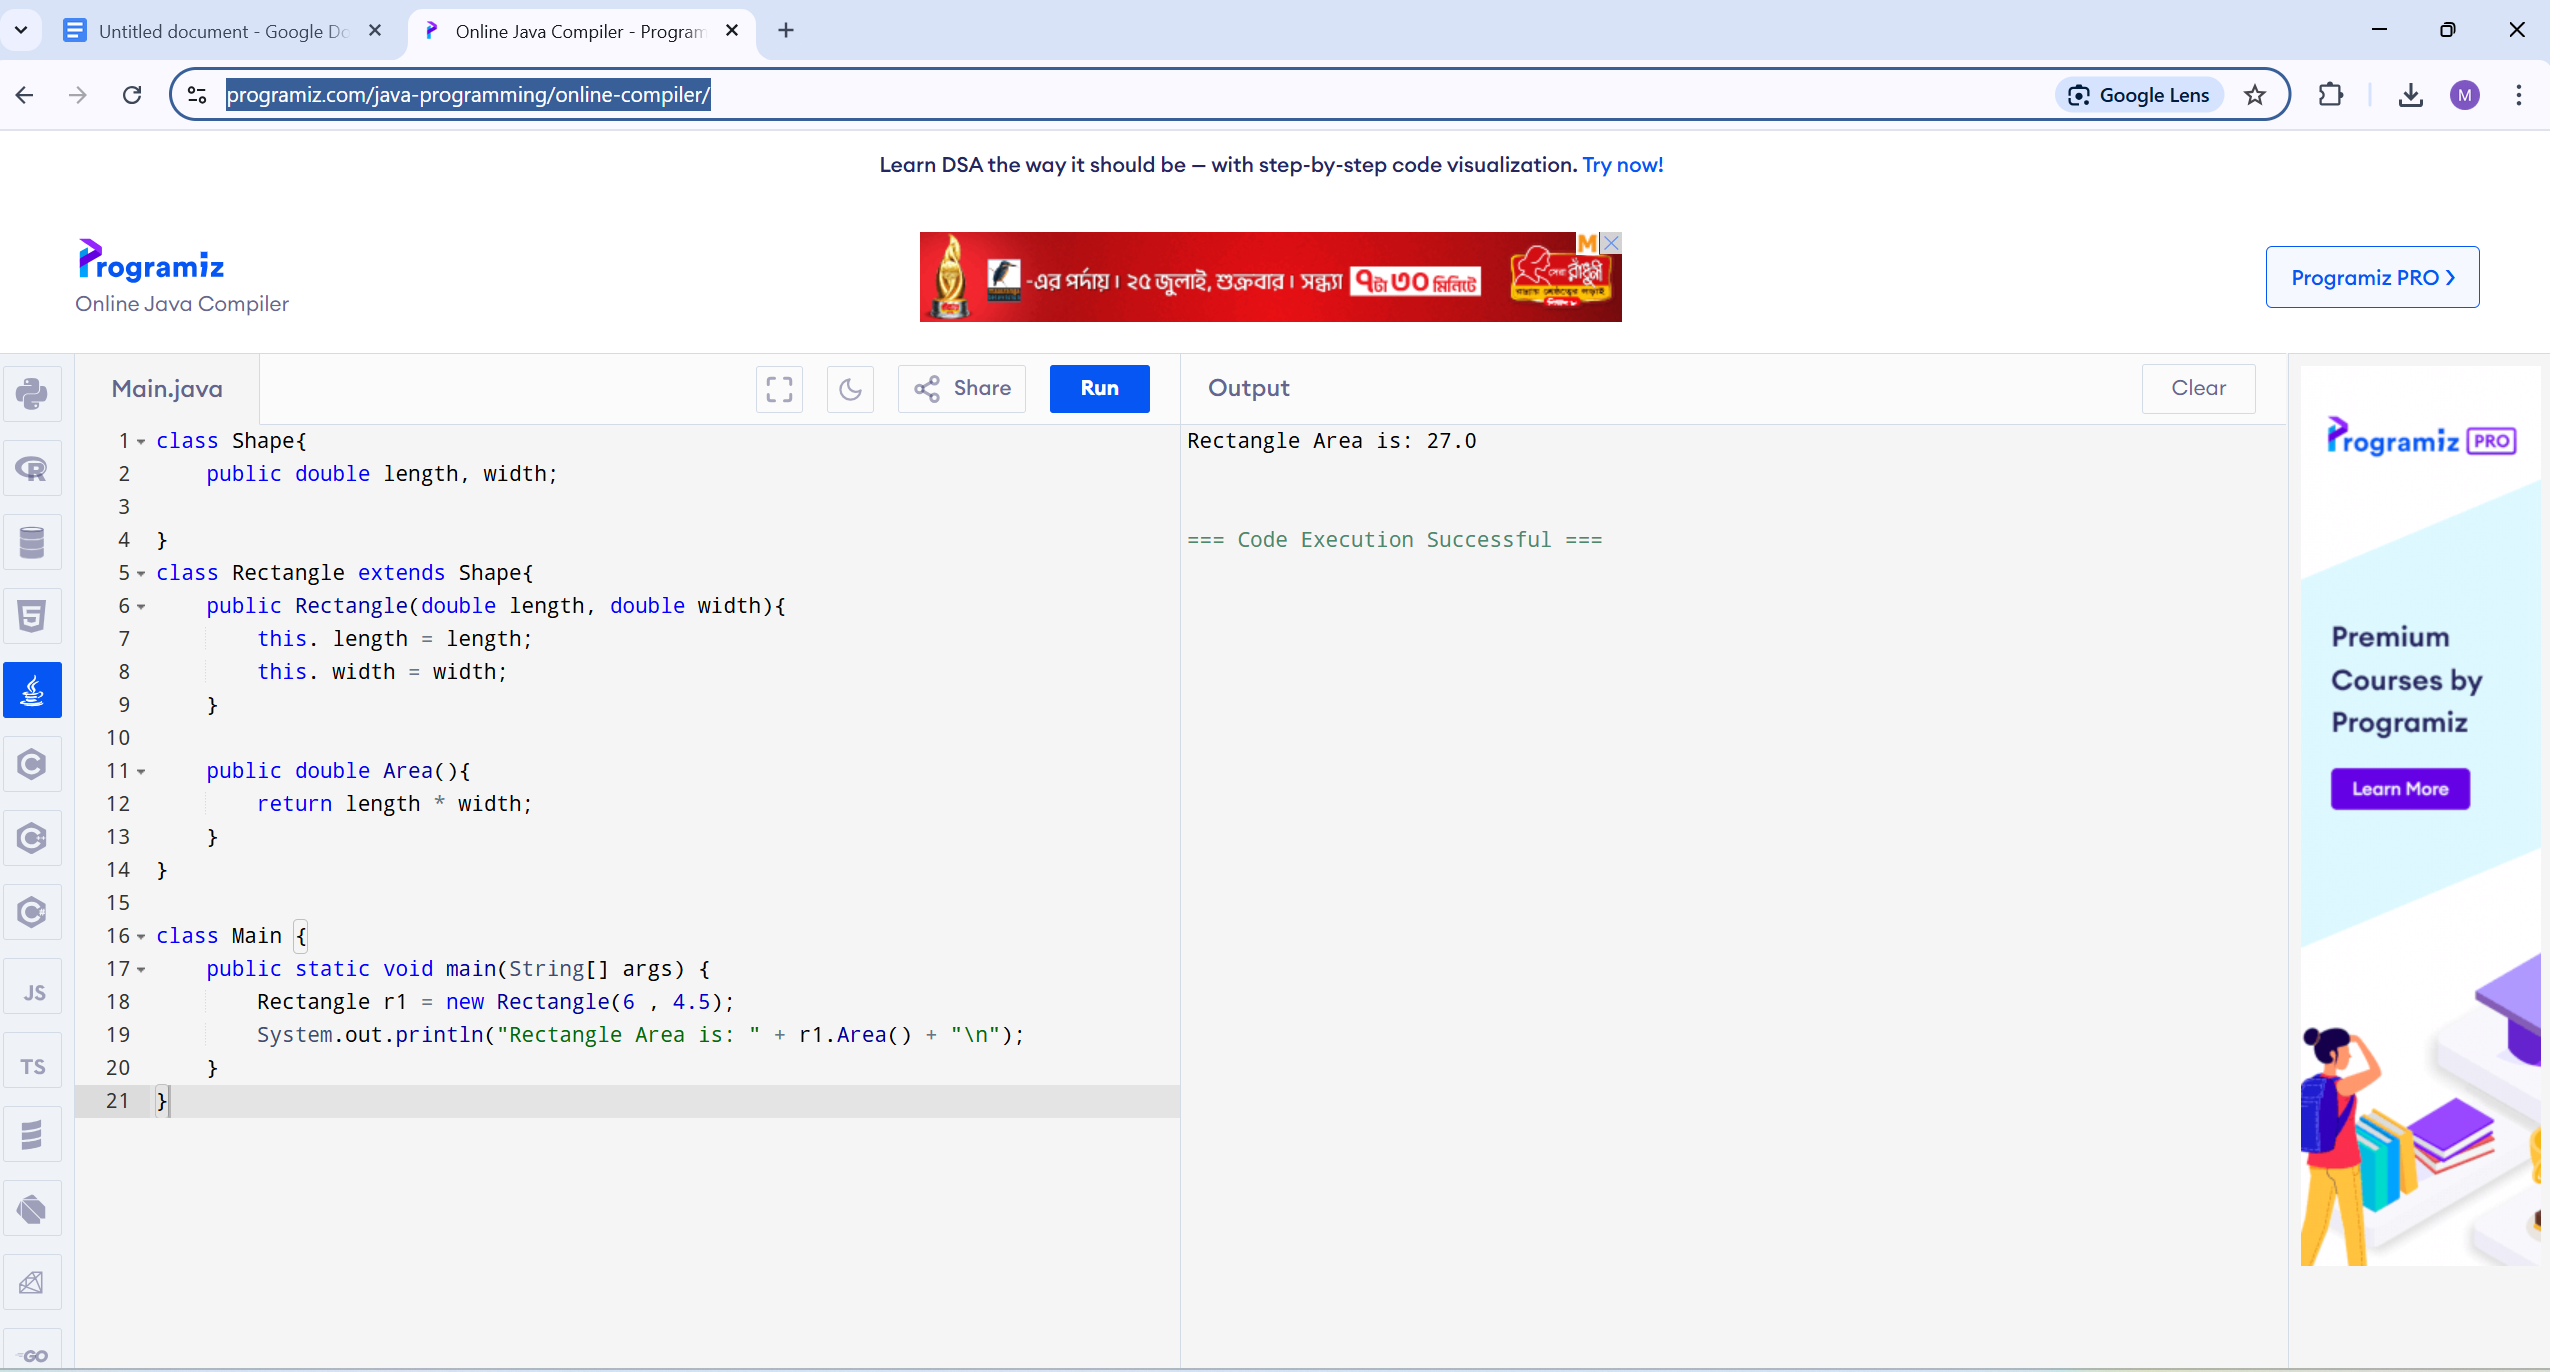 Untitled document - Google Do
Online Java Compiler - Program
programiz.com/java-programming/online-compiler/
Google Lens
M
Learn DSA the way it should be — with step-by-step code visualization. Try now!
Programiz
Online Java Compiler
-এর পর্দায় । ২৫ জুলাই, শুক্রবার । সন্ধ্যা ৭টা ৩০ মিনিটে
সেরা রাঁধুনী
Programiz PRO >
Main.java
Share
Run
Output
Clear
1 class Shape{
2     public double length, width;
3
4 }
5 class Rectangle extends Shape{
6     public Rectangle(double length, double width){
7         this. length = length;
8         this. width = width;
9     }
10
11     public double Area(){
12         return length * width;
13     }
14 }
15
16 class Main {
17     public static void main(String[] args) {
18         Rectangle r1 = new Rectangle(6 , 4.5);
19         System.out.println("Rectangle Area is: " + r1.Area() + "\n");
20     }
21 }
Rectangle Area is: 27.0
=== Code Execution Successful ===
JS
TS
GO
Programiz PRO
Premium
Courses by
Programiz
Learn More